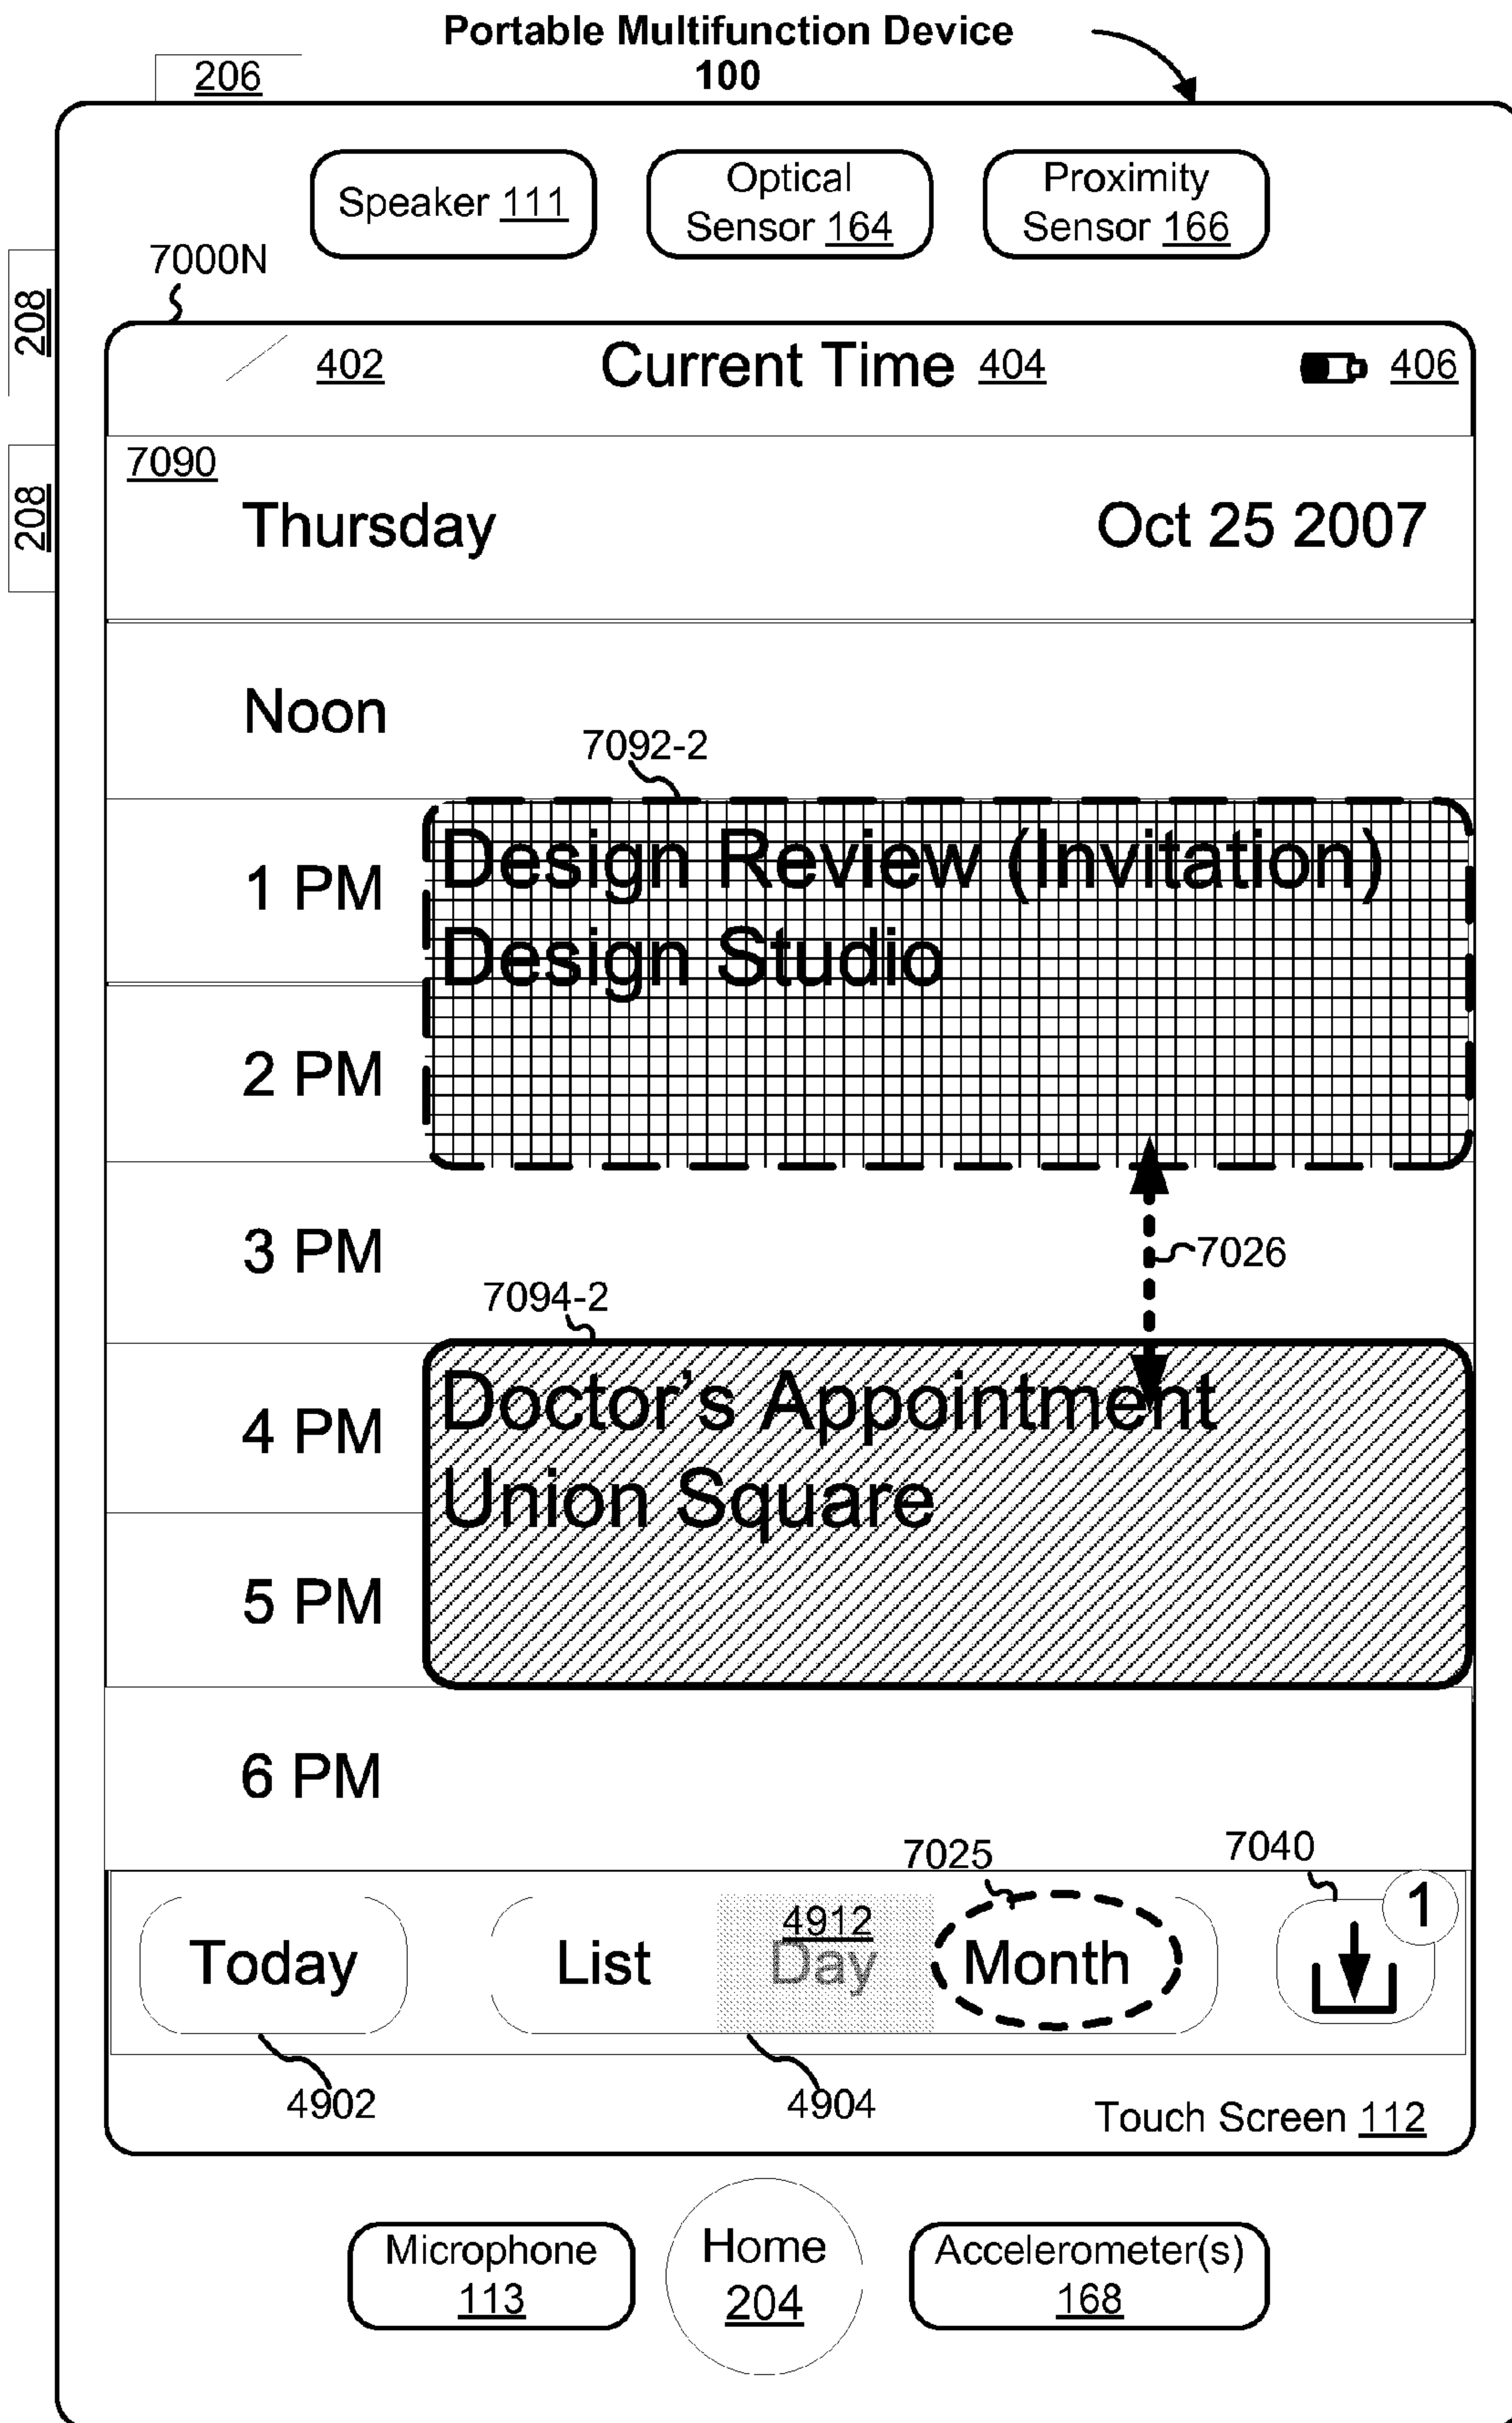 Portable Multifunction Device
100
206
Speaker 111
Optical
Sensor 164
Proximity
Sensor 166
7000N
208
208
402
Current Time 404
406
7090
Thursday
Oct 25 2007
Noon
7092-2
1 PM
Design Review (Invitation)
Design Studio
2 PM
3 PM
7026
7094-2
4 PM
Doctor's Appointment
Union Square
5 PM
6 PM
7025
7040
Today
List
4912
Day
Month
1
4902
4904
Touch Screen 112
Microphone
113
Home
204
Accelerometer(s)
168